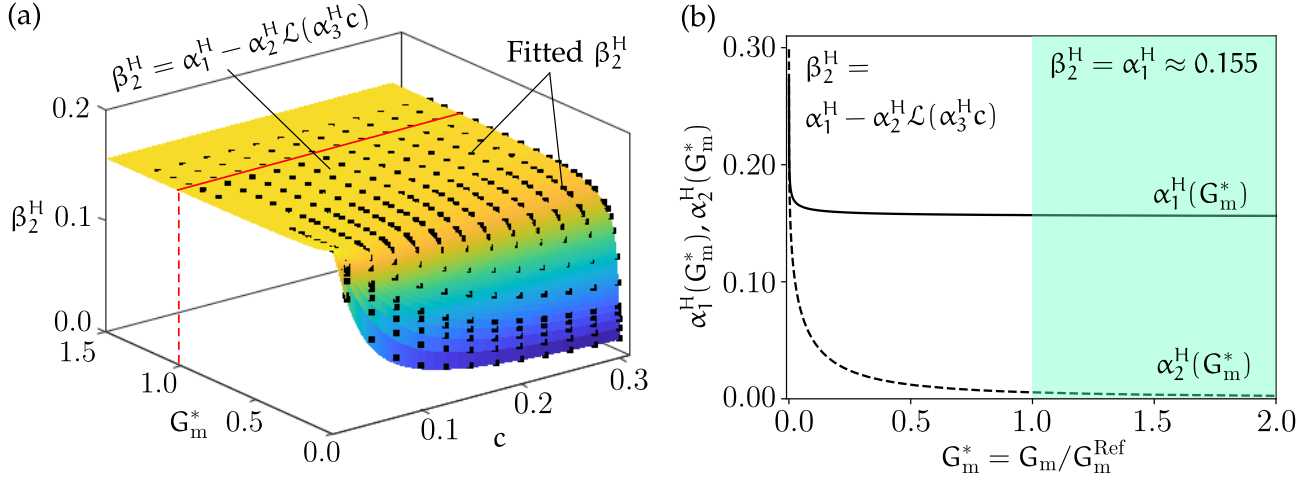 (a)
β₂ᴴ = α₁ᴴ − α₂ᴴℒ(α₃ᴴc)
Fitted β₂ᴴ
0.2
0.1
0.0
β₂ᴴ
1.5
1.0
0.5
0.0
G*ₘ
0.1
0.2
0.3
c
(b)
0.30
0.20
0.10
0.00
α₁ᴴ(G*ₘ), α₂ᴴ(G*ₘ)
β₂ᴴ =
α₁ᴴ − α₂ᴴℒ(α₃ᴴc)
β₂ᴴ = α₁ᴴ ≈ 0.155
α₁ᴴ(G*ₘ)
α₂ᴴ(G*ₘ)
0.0 0.5 1.0 1.5 2.0
G*ₘ = Gₘ/Gₘᴿᵉᶠ